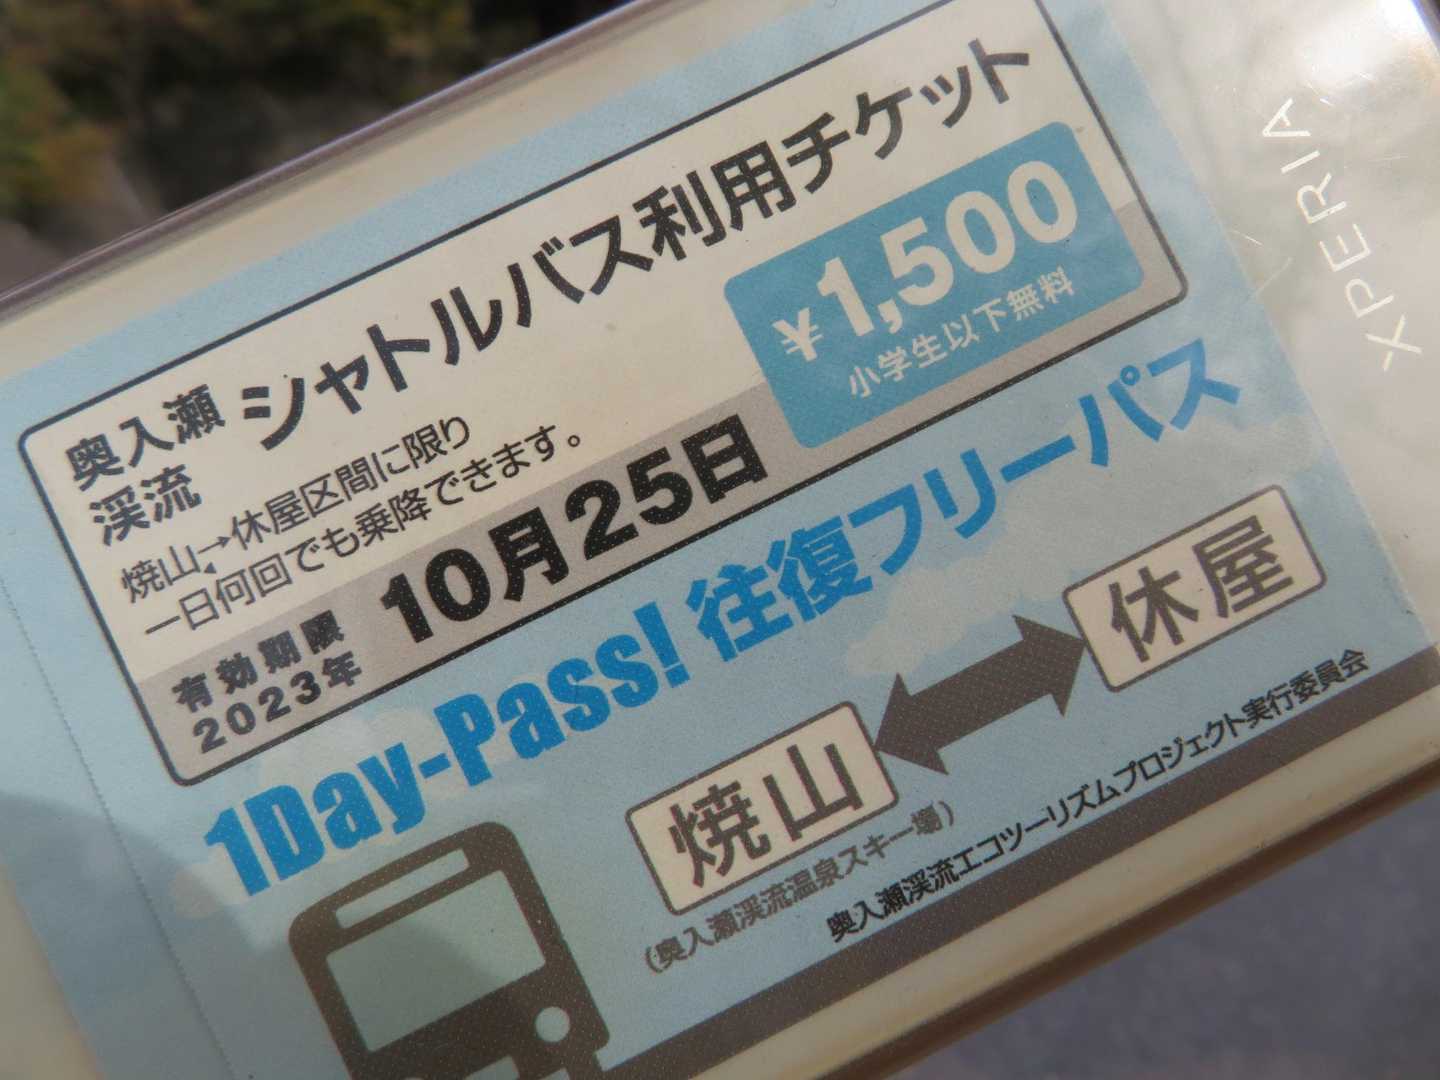 奥入瀬渓流 シャトルバス利用チケット
焼山⇄休屋区間に限り
一日何回でも乗降できます。
¥1,500
小学生以下無料
有効期限
2023年
10月25日
1Day-Pass! 往復フリーパス
焼山
休屋
(奥入瀬渓流温泉スキー場)
奥入瀬渓流エコツーリズムプロジェクト実行委員会
XPERIA